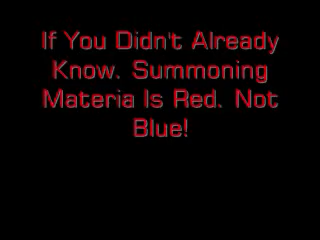 If You Didn't Already
Know. Summoning
Materia Is Red. Not
Blue!